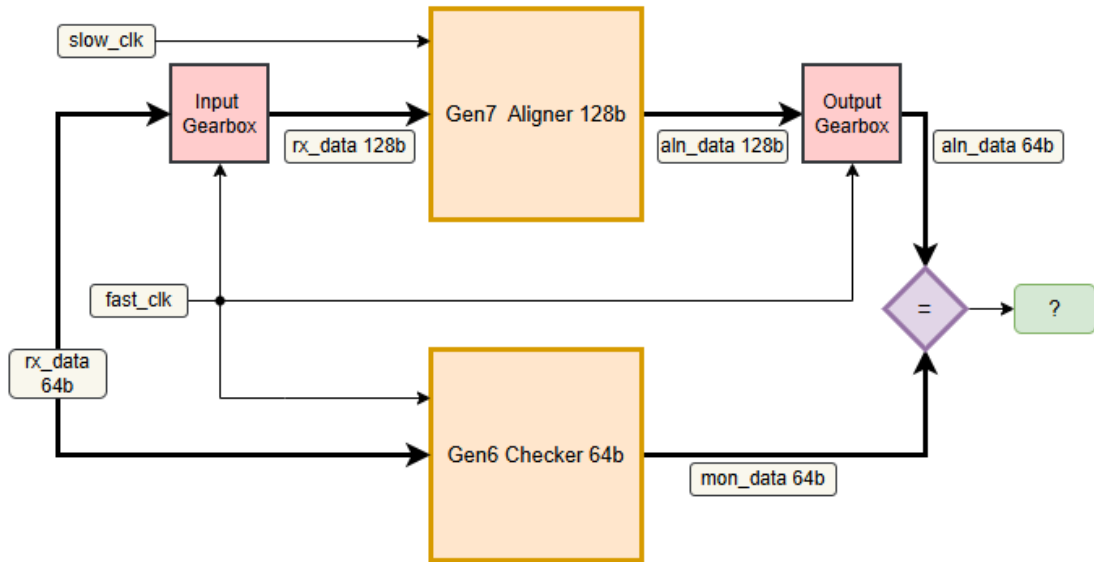 slow_clk
Input
Gearbox
rx_data 128b
Gen7 Aligner 128b
aln_data 128b
Output
Gearbox
aln_data 64b
fast_clk
=
?
rx_data
64b
Gen6 Checker 64b
mon_data 64b